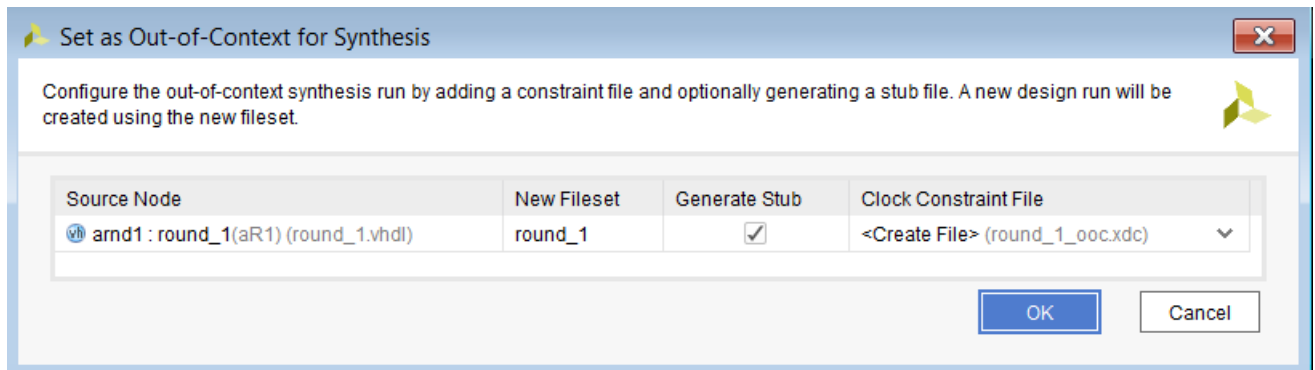 Set as Out-of-Context for Synthesis
Configure the out-of-context synthesis run by adding a constraint file and optionally generating a stub file. A new design run will be
created using the new fileset.
Source Node New Fileset Generate Stub Clock Constraint File
vh arnd1 : round_1(aR1) (round_1.vhdl) round_1 <Create File> (round_1_ooc.xdc)
OK Cancel